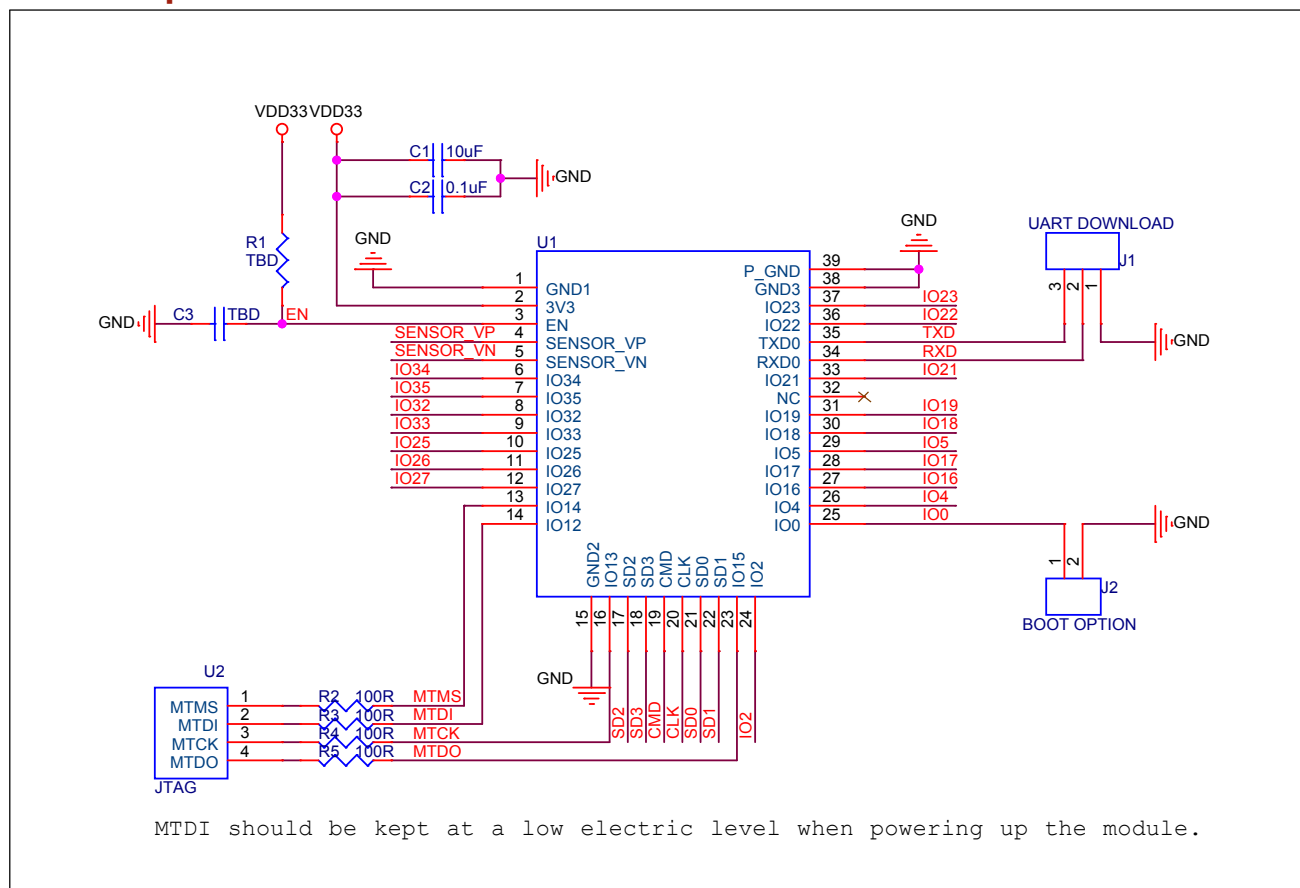 VDD33 VDD33
C1 10uF
C2 0.1uF
GND
R1
TBD
GND
C3 TBD
EN
GND
U1
1 GND1
2 3V3
3 EN
SENSOR_VP 4 SENSOR_VP
SENSOR_VN 5 SENSOR_VN
IO34 6 IO34
IO35 7 IO35
IO32 8 IO32
IO33 9 IO33
IO25 10 IO25
IO26 11 IO26
IO27 12 IO27
13 IO14
14 IO12
GND
P_GND 39
GND3 38
IO23 37 IO23
IO22 36 IO22
TXD0 35 TXD
RXD0 34 RXD
IO21 33 IO21
NC 32
IO19 31 IO19
IO18 30 IO18
IO5 29 IO5
IO17 28 IO17
IO16 27 IO16
IO4 26 IO4
IO0 25 IO0
UART DOWNLOAD
J1
3 2 1
GND
GND
1 2
J2
BOOT OPTION
GND2 IO13 SD2 SD3 CMD CLK SD0 SD1 IO15 IO2
15 16 17 18 19 20 21 22 23 24
GND
SD2 SD3 CMD CLK SD0 SD1 IO2
U2
MTMS 1 R2 100R MTMS
MTDI 2 R3 100R MTDI
MTCK 3 R4 100R MTCK
MTDO 4 R5 100R MTDO
JTAG
MTDI should be kept at a low electric level when powering up the module.